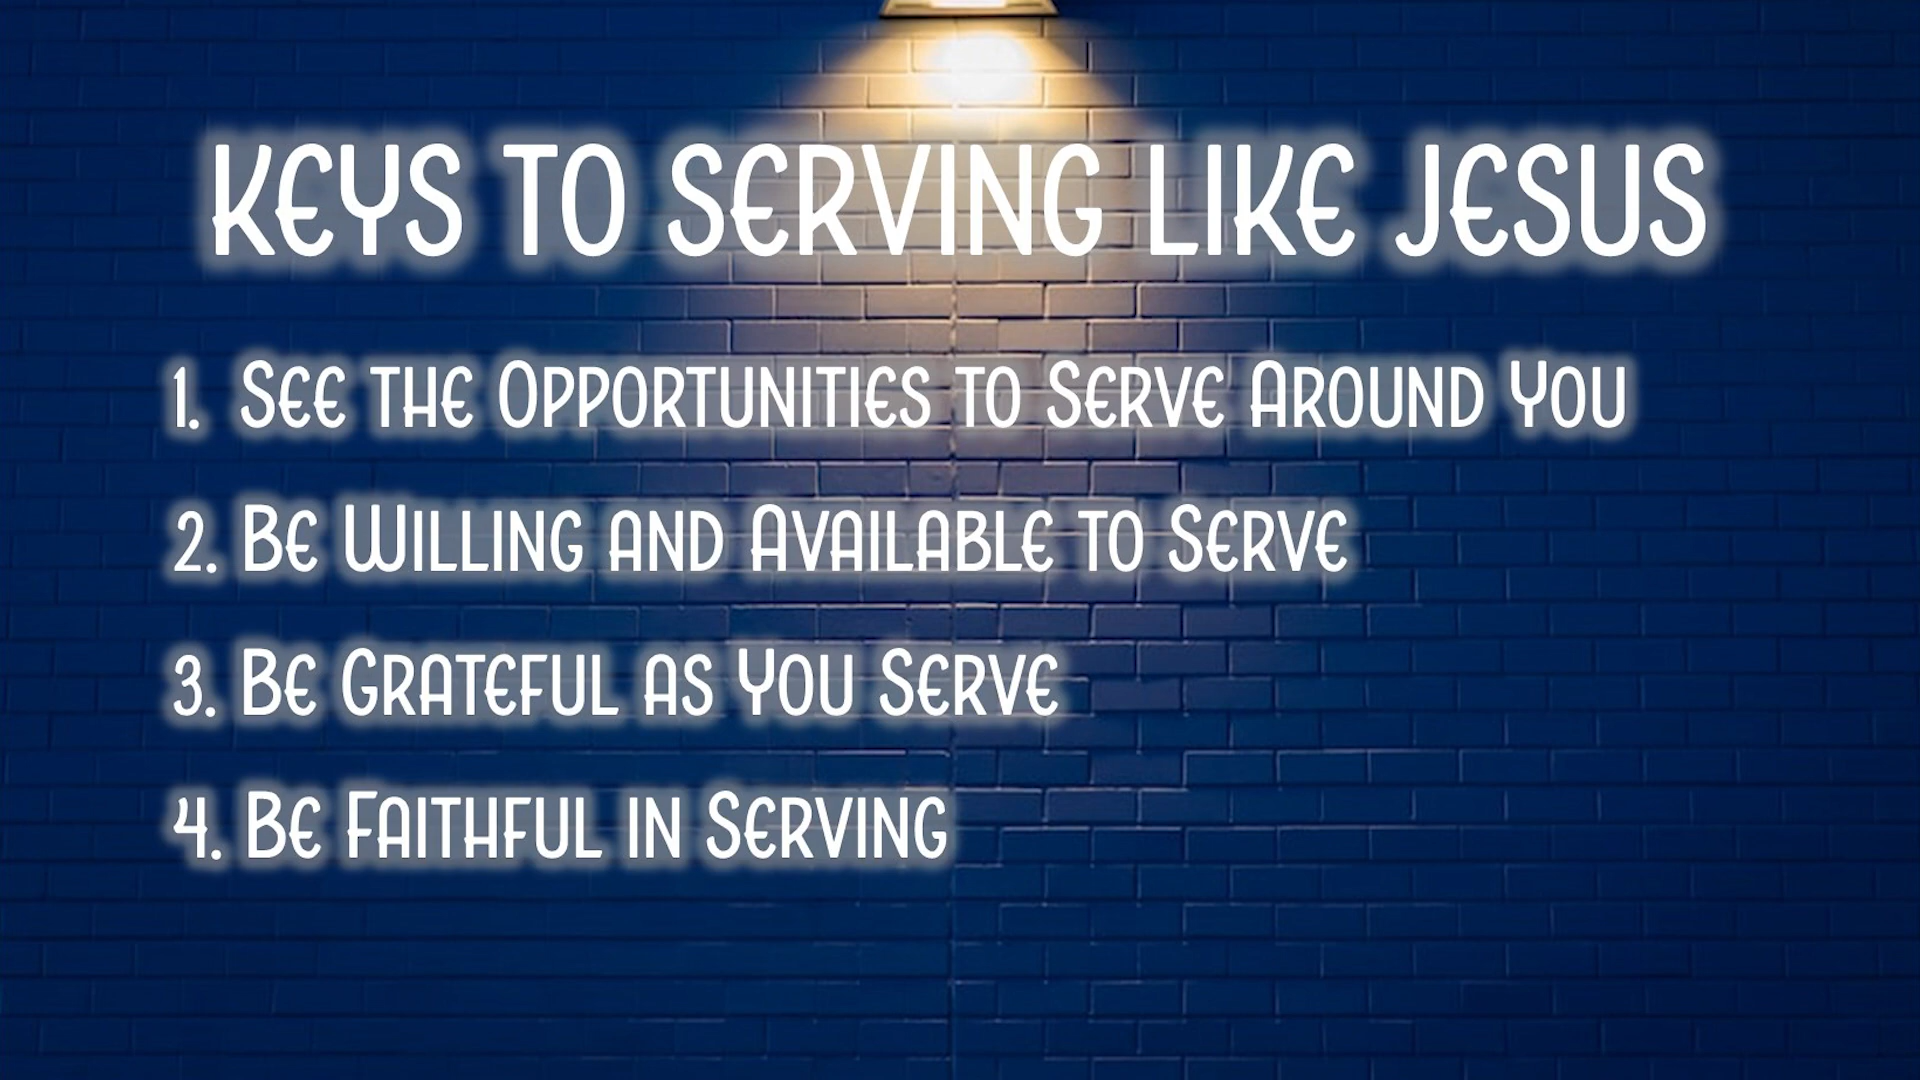 KEYS TO SERVING LIKE JESUS
1. See the Opportunities to Serve Around You
2. Be Willing and Available to Serve
3. Be Grateful as You Serve
4. Be Faithful in Serving